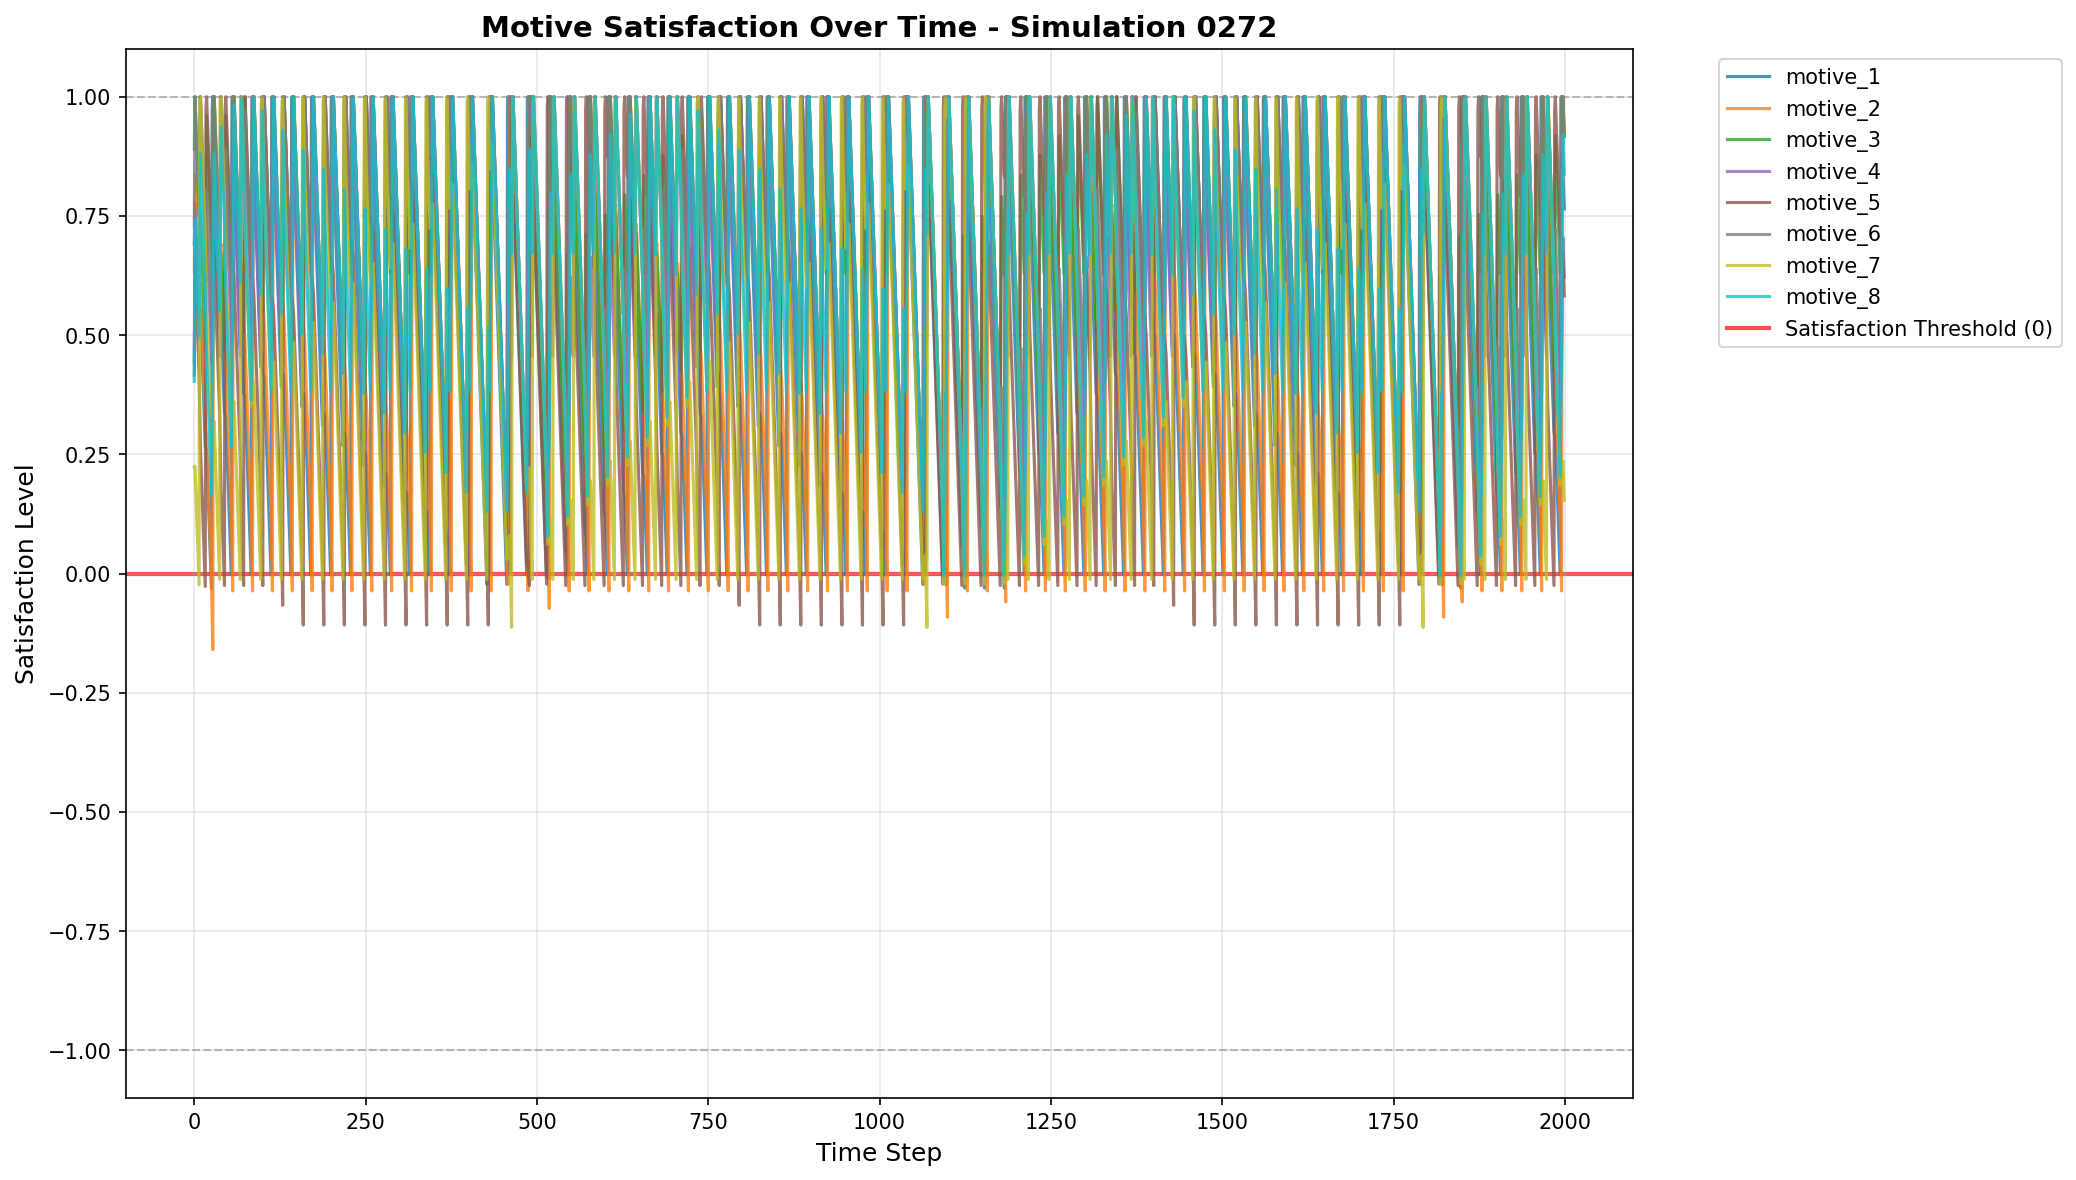 Motive Satisfaction Over Time - Simulation 0272
Satisfaction Level
1.00
0.75
0.50
0.25
0.00
−0.25
−0.50
−0.75
−1.00
0 250 500 750 1000 1250 1500 1750 2000
Time Step
motive_1
motive_2
motive_3
motive_4
motive_5
motive_6
motive_7
motive_8
Satisfaction Threshold (0)